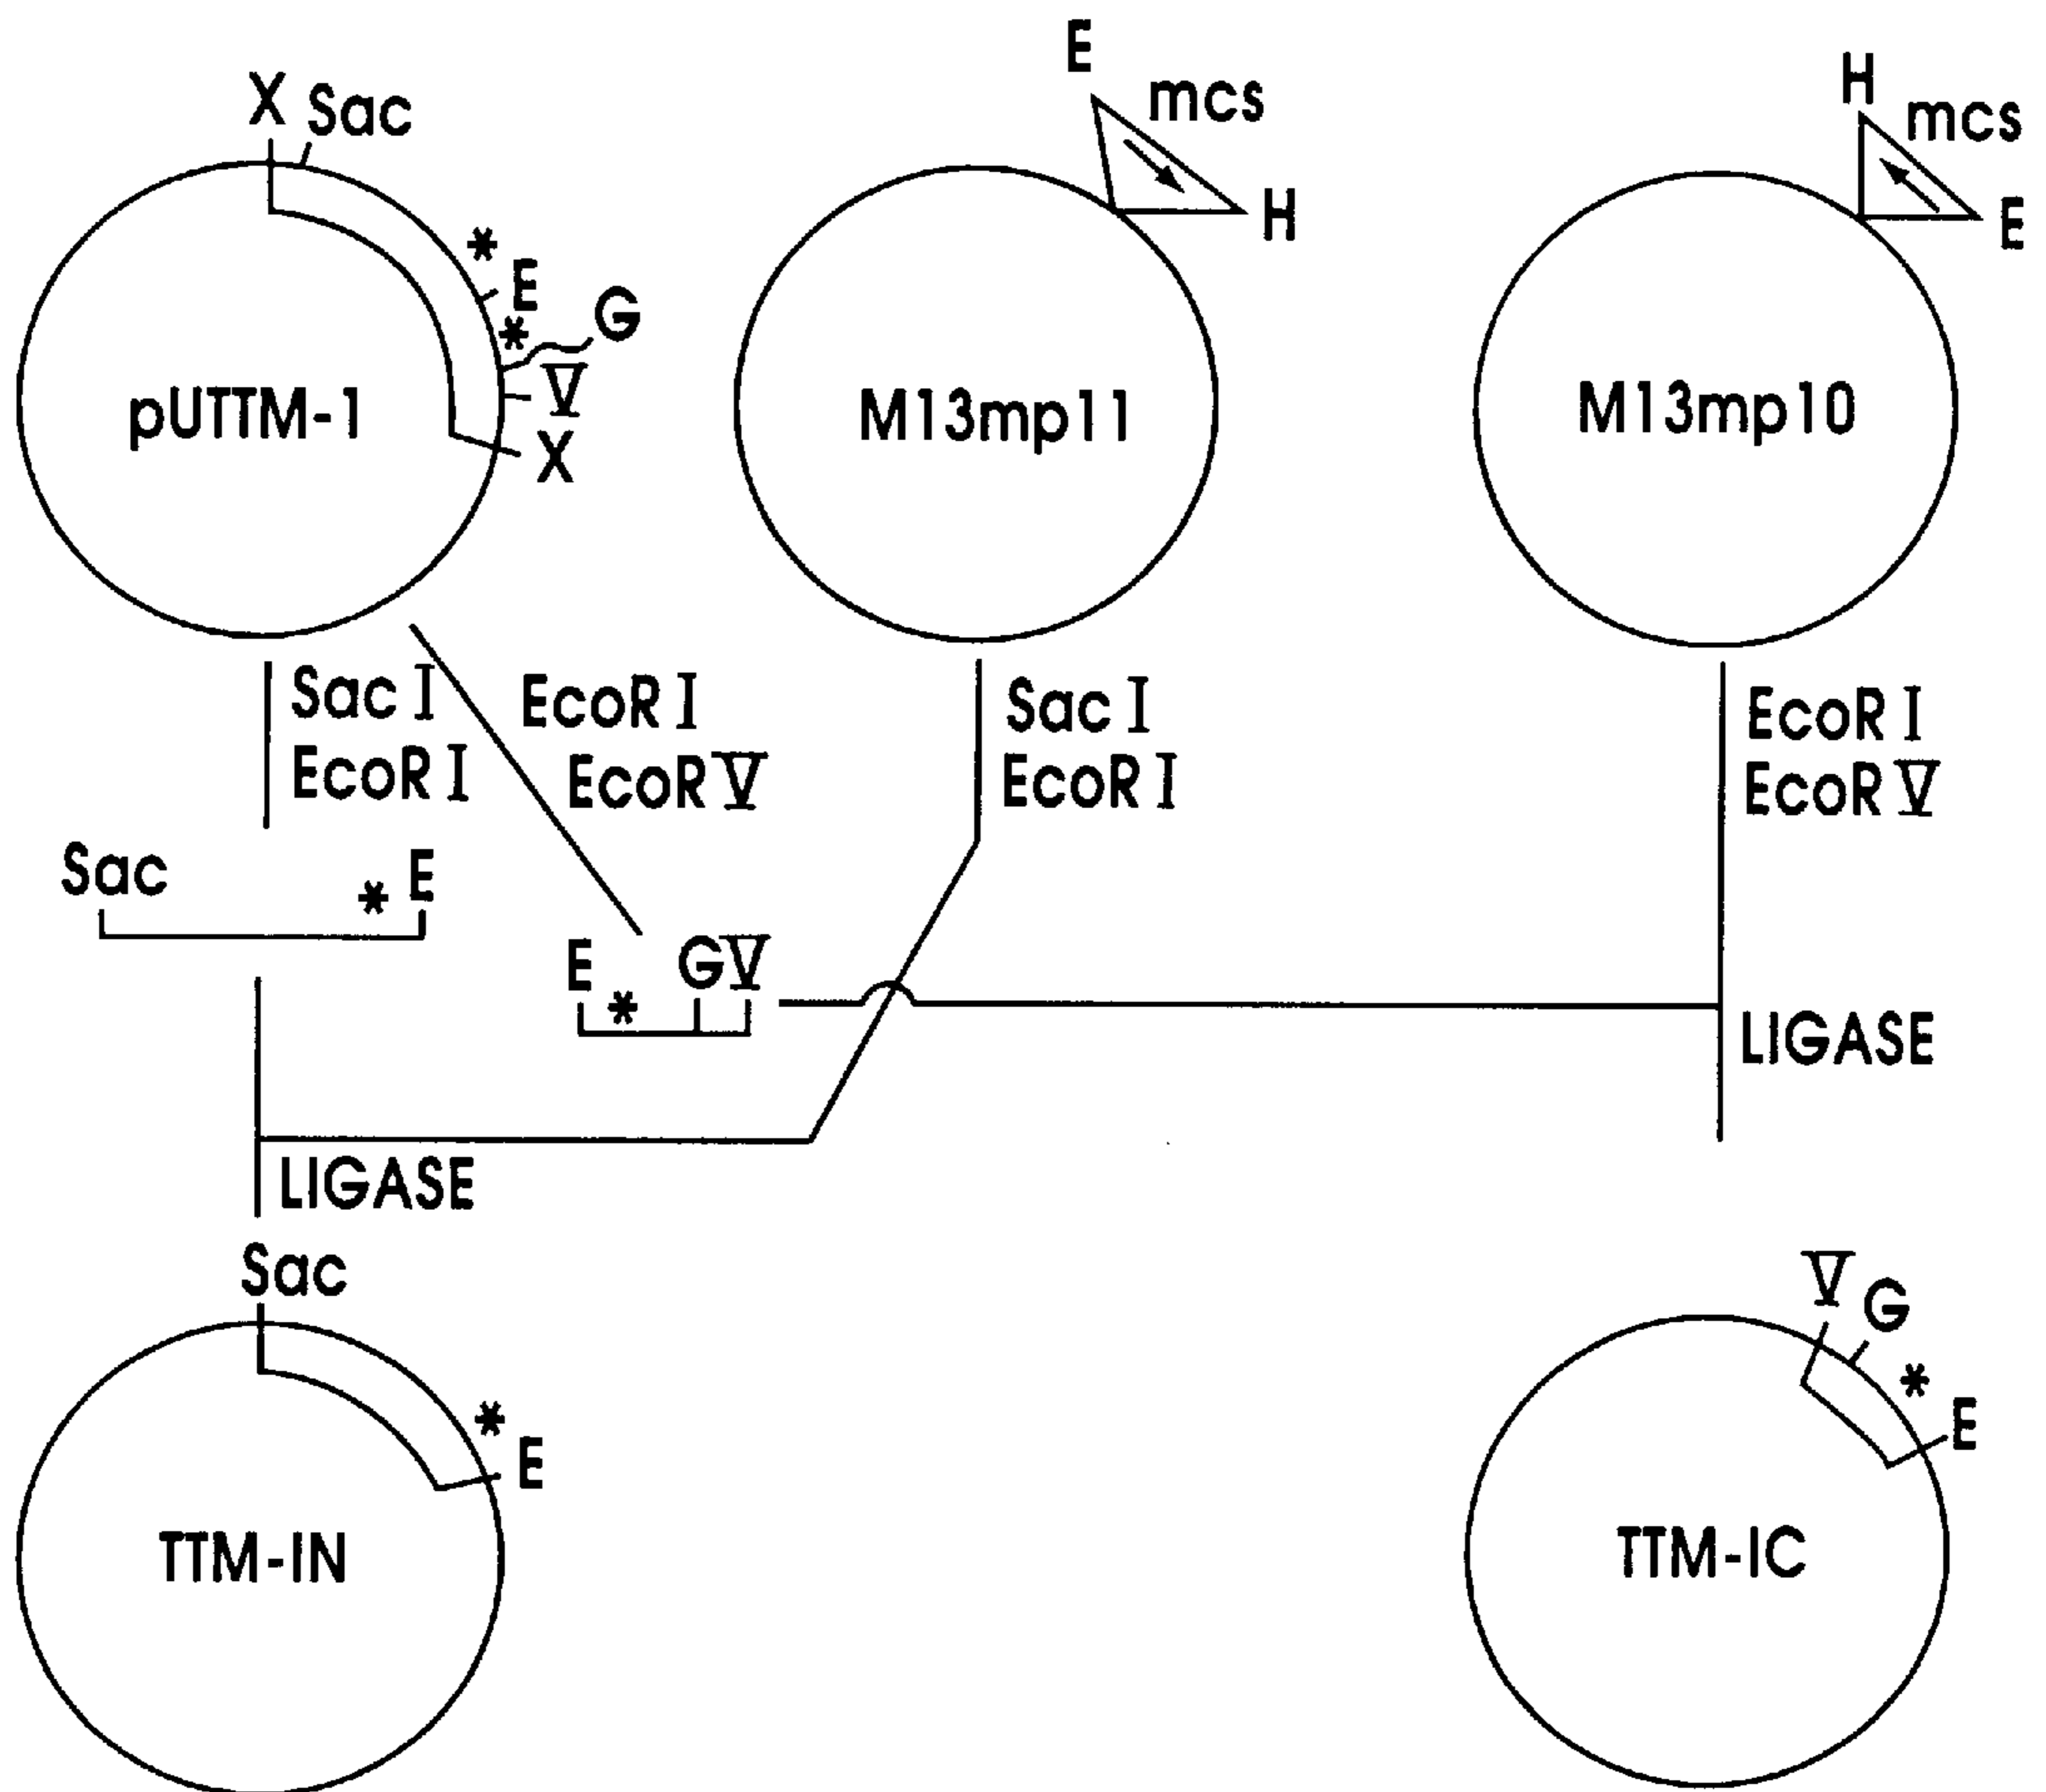 X Sac
*
E
*
G
V
X
pUTTM-1
E
mcs
H
M13mp11
H
mcs
E
M13mp10
Sac I
EcoR I
EcoR I
EcoR V
Sac I
EcoR I
EcoR I
EcoR V
Sac * E
E * G V
LIGASE
LIGASE
Sac
*
E
TTM-IN
V G
*
E
TTM-IC